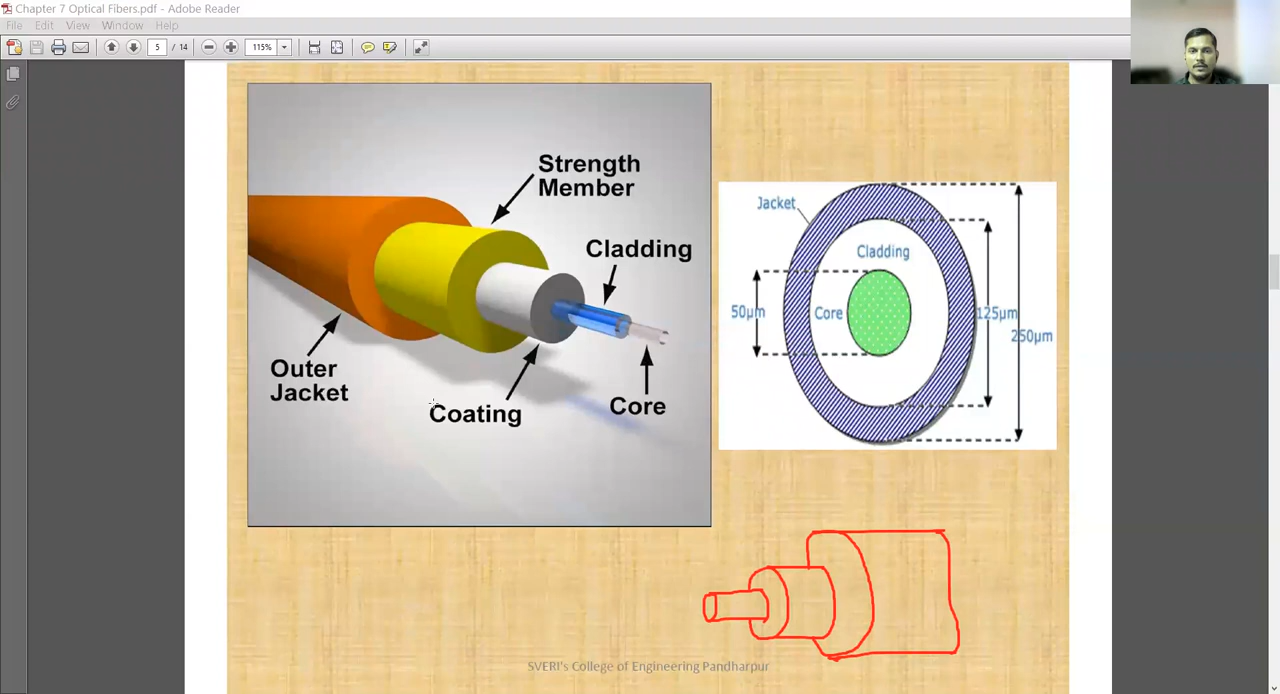 Chapter 7 Optical Fibers.pdf - Adobe Reader
File Edit View Window Help
5 / 14 115%
Strength
Member
Cladding
Outer
Jacket
Coating
Core
Jacket
Cladding
50µm
Core
125µm
250µm
SVERI's College of Engineering Pandharpur